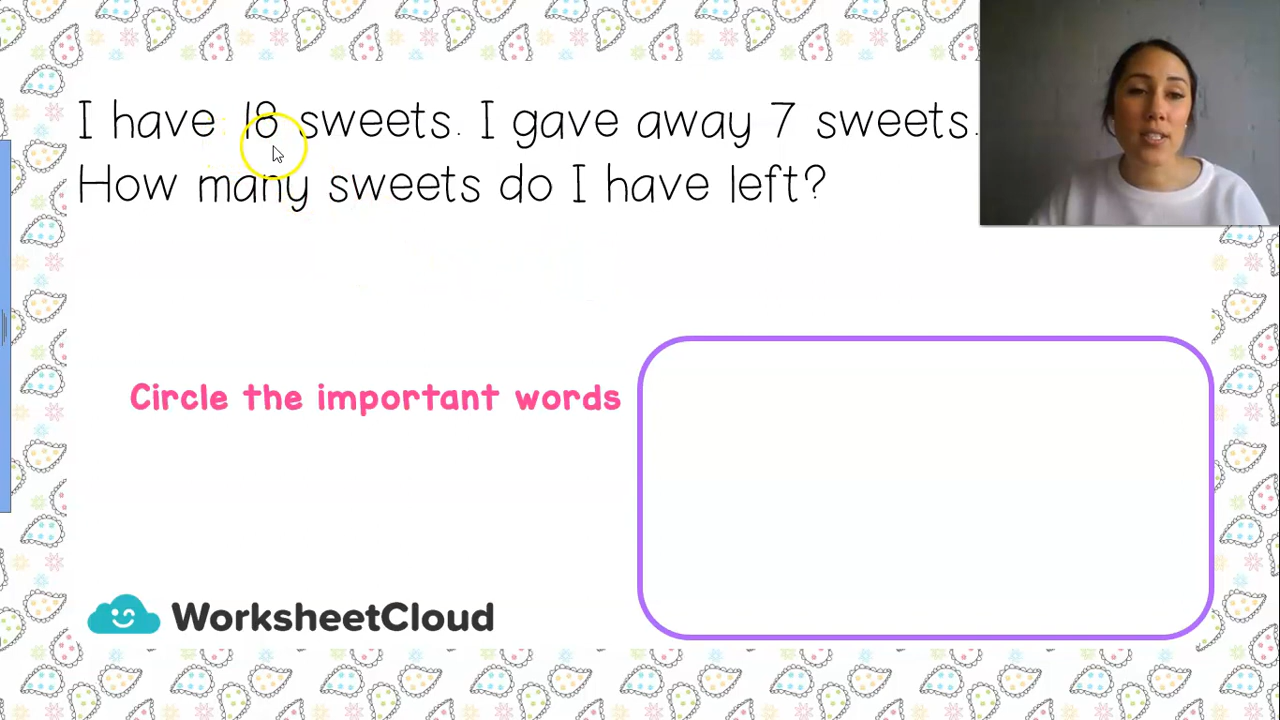 I have 18 sweets. I gave away 7 sweets.
How many sweets do I have left?
Circle the important words
WorksheetCloud